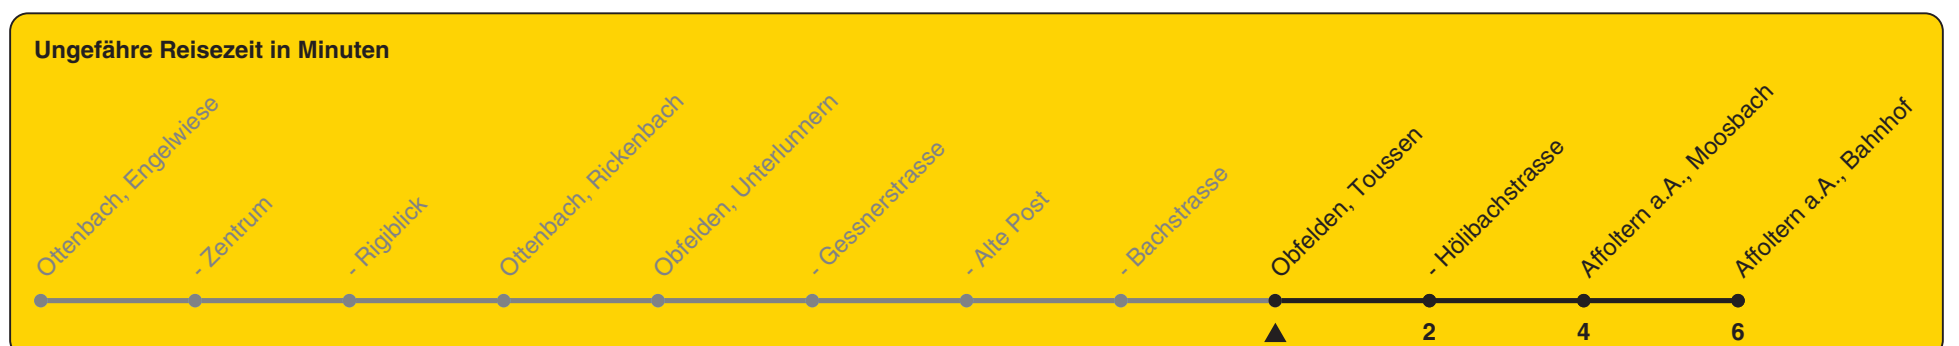 Ungefähre Reisezeit in Minuten
Ottenbach, Engelwiese
- Zentrum
- Rigiblick
Ottenbach, Rickenbach
Obfelden, Unterlunnern
- Gessnerstrasse
- Alte Post
- Bachstrasse
Obfelden, Toussen
- Hölibachstrasse
Affoltern a.A., Moosbach
Affoltern a.A., Bahnhof
2 4 6